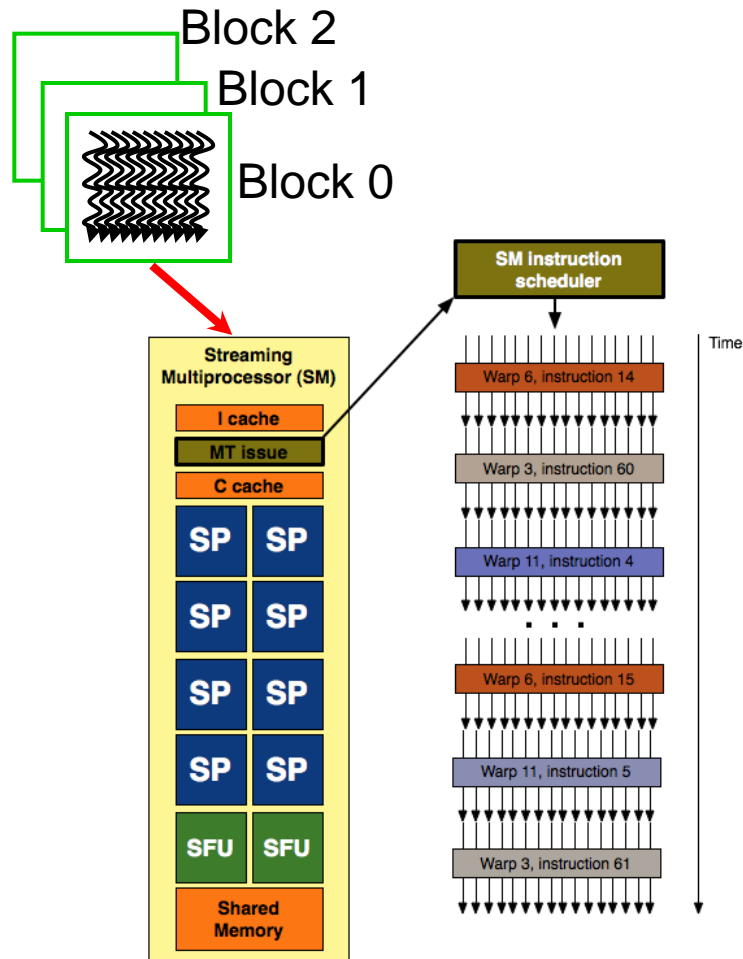 Block 2
Block 1
Block 0
SM instruction
scheduler
Time
Streaming
Multiprocessor (SM)
I cache
MT issue
C cache
SP SP
SP SP
SP SP
SP SP
SFU SFU
Shared
Memory
Warp 6, instruction 14
Warp 3, instruction 60
Warp 11, instruction 4
. . .
Warp 6, instruction 15
Warp 11, instruction 5
Warp 3, instruction 61